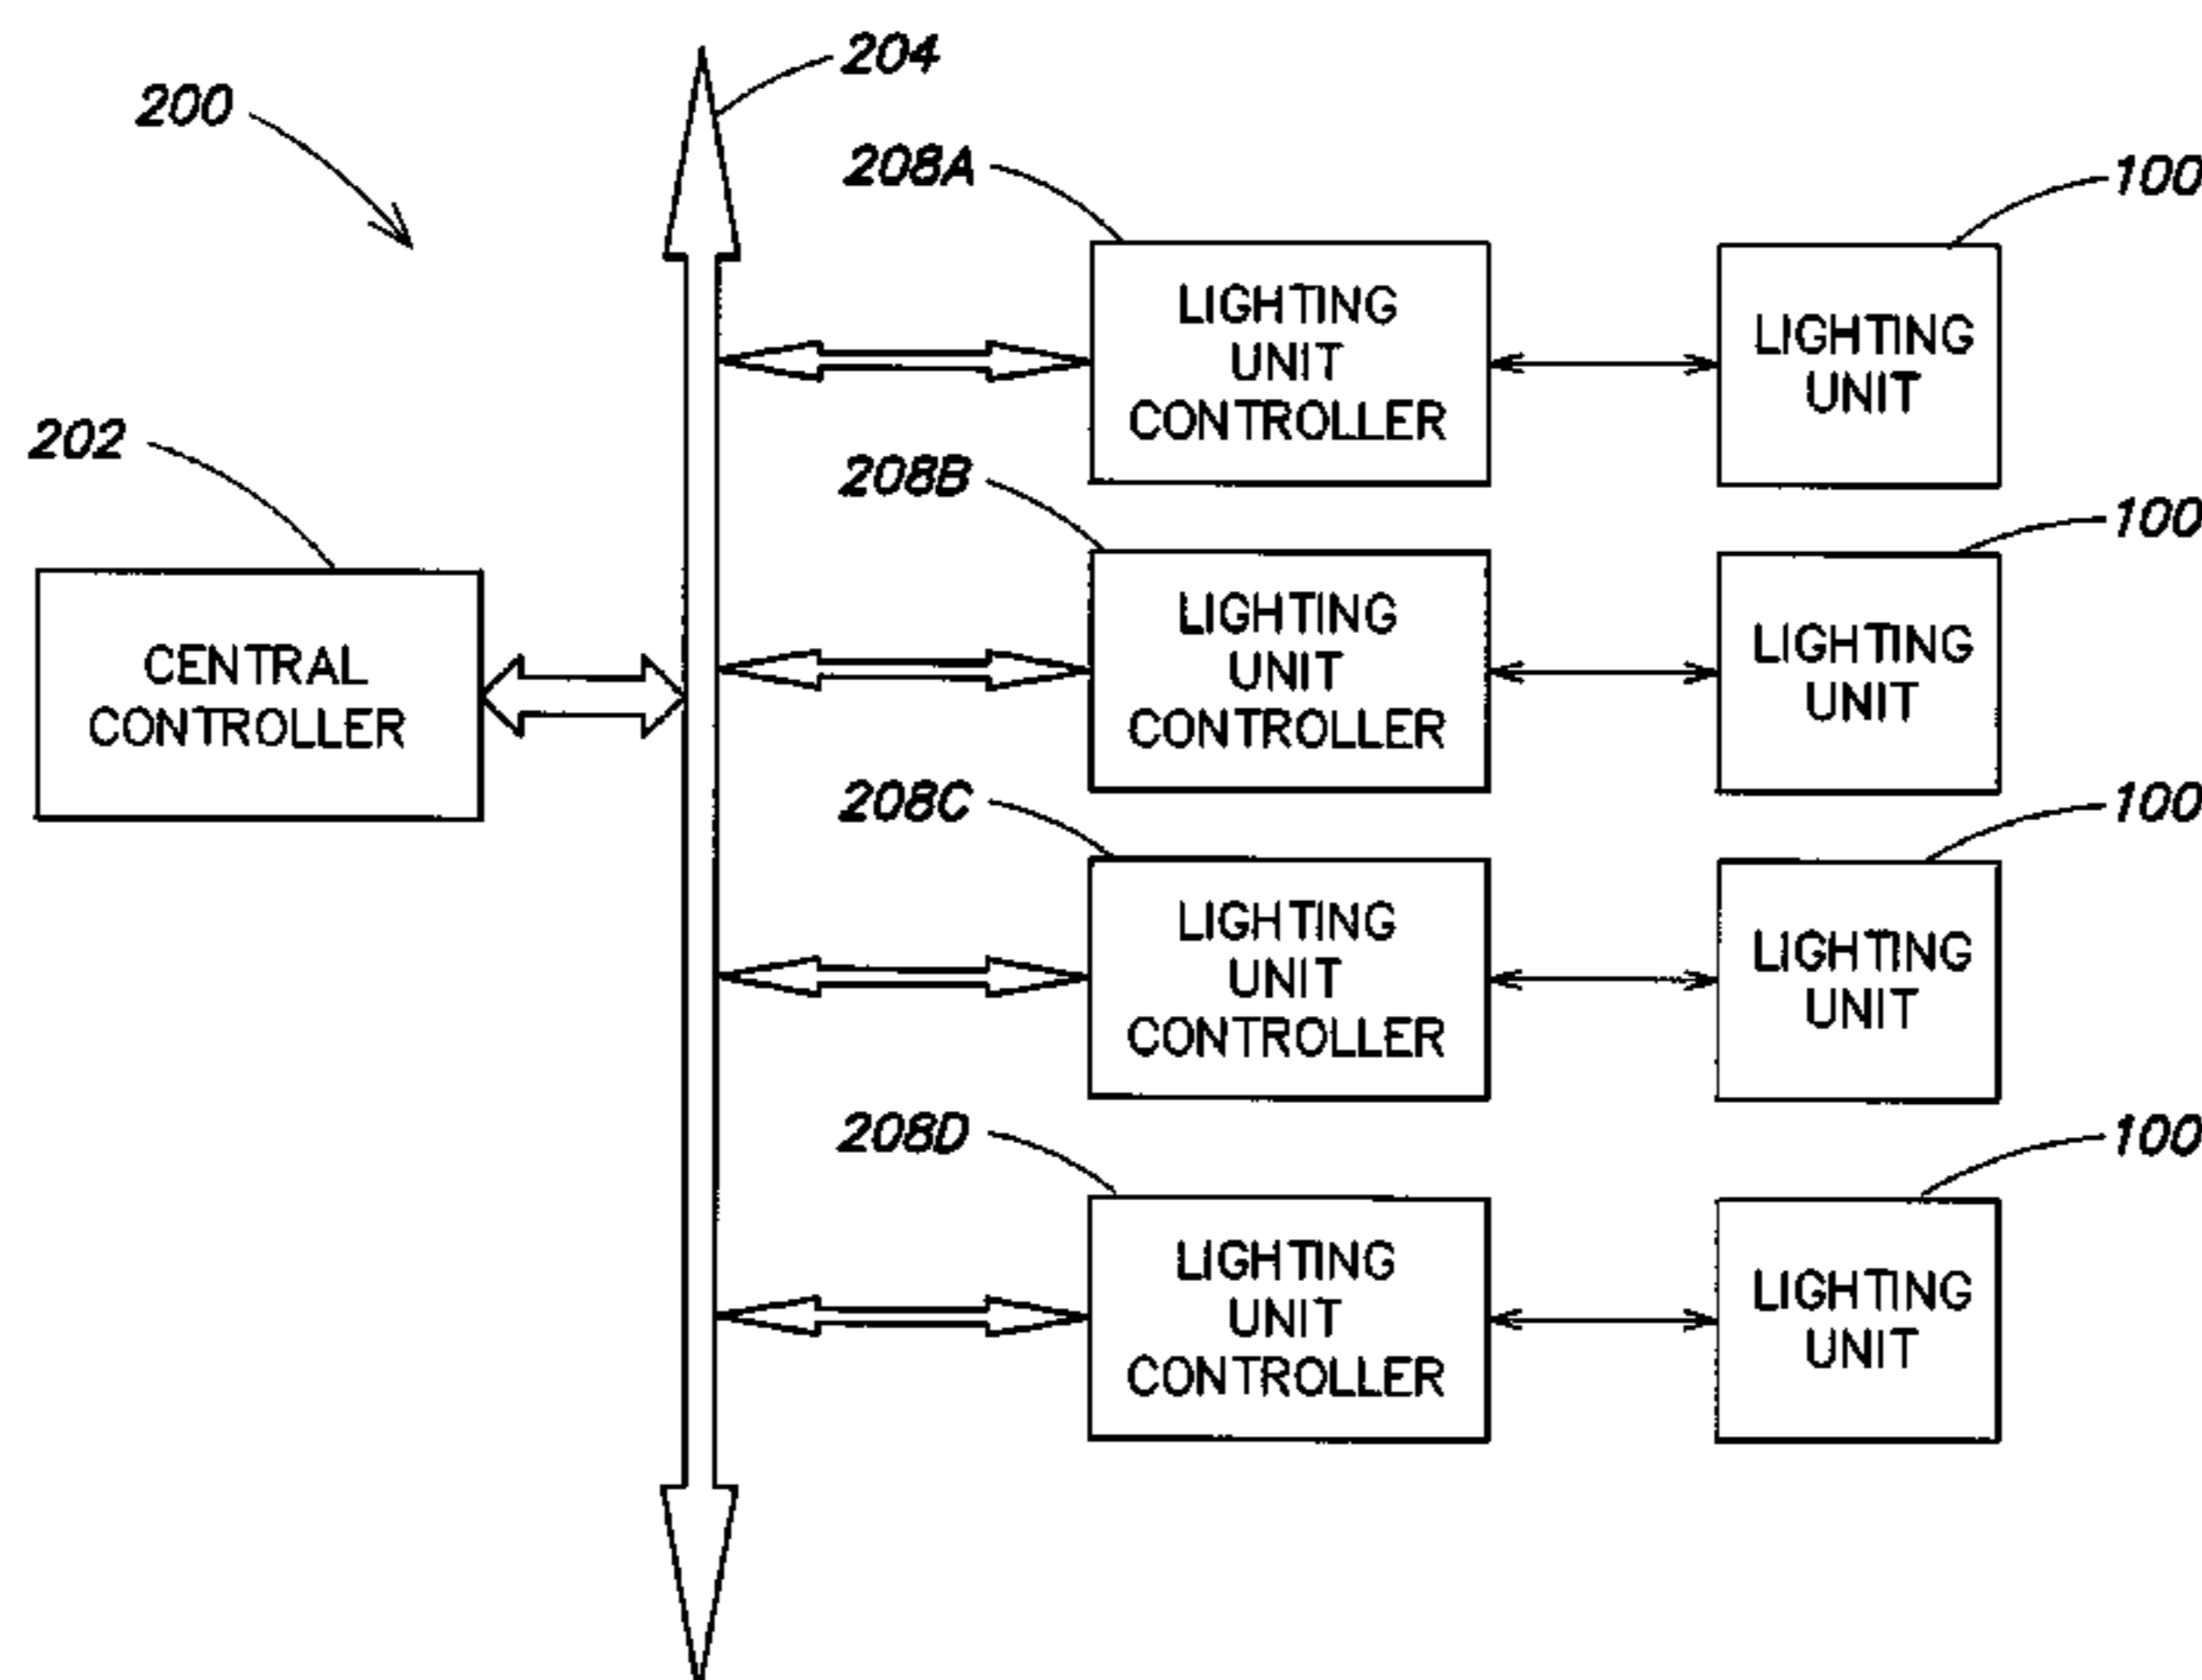 204
200
208A
100
LIGHTING
UNIT
CONTROLLER
LIGHTING
UNIT
202
208B
100
CENTRAL
CONTROLLER
LIGHTING
UNIT
CONTROLLER
LIGHTING
UNIT
208C
100
LIGHTING
UNIT
CONTROLLER
LIGHTING
UNIT
208D
100
LIGHTING
UNIT
CONTROLLER
LIGHTING
UNIT